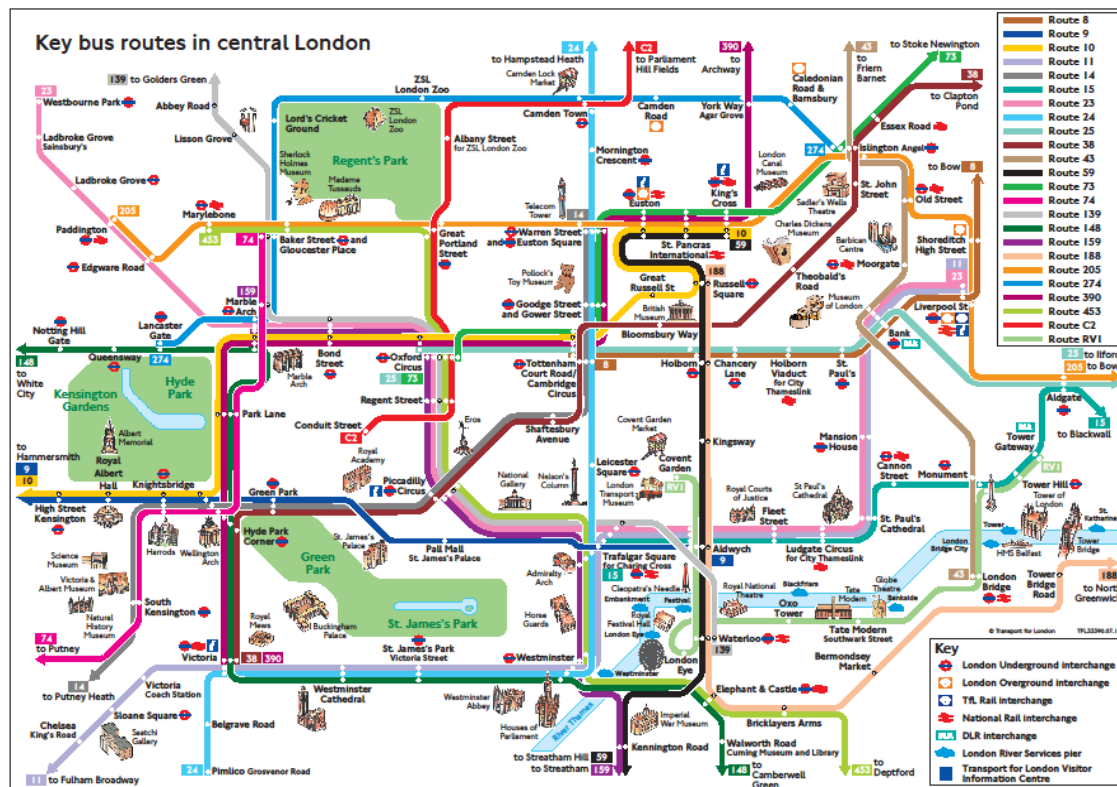 Key bus routes in central London
139 to Golders Green
23
Westbourne Park
Abbey Road
Ladbroke Grove
Sainsbury's
Lisson Grove
Ladbroke Grove
205
Paddington
Marylebone
453
74
Edgware Road
Baker Street and
Gloucester Place
Lord's Cricket
Ground
ZSL
London Zoo
ZSL
London
Zoo
Regent's Park
Sherlock
Holmes
Museum
Madame
Tussauds
Albany Street
for ZSL London Zoo
Great
Portland
Street
24
to Hampstead Heath
Camden Lock
Market
C2
to Parliament
Hill Fields
390
to
Archway
Camden Town
Camden
Road
York Way
Agar Grove
Caledonian
Road &
Barnsbury
43
to
Friern
Barnet
to Stoke Newington
73
38
to Clapton
Pond
Essex Road
274
Islington Angel
to Bow
8
Mornington
Crescent
Euston
King's
Cross
London
Canal
Museum
Sadler's Wells
Theatre
St. John
Street
Old Street
Telecom
Tower
14
Warren Street
and Euston Square
St. Pancras
International
10
59
Charles Dickens
Museum
Barbican
Centre
Shoreditch
High Street
Pollock's
Toy Museum
Great
Russell St
188
Russell
Square
Theobald's
Road
Moorgate
11
23
Liverpool St
Goodge Street
and Gower Street
British
Museum
Bloomsbury Way
Museum
of London
159
Marble
Arch
Notting Hill
Gate
Lancaster
Gate
Queensway
148
to
White
City
274
Hyde
Park
Kensington
Gardens
Marble
Arch
Bond
Street
Oxford
Circus
25 73
Tottenham
Court Road/
Cambridge
Circus
8
Holborn
Chancery
Lane
Holborn
Viaduct
for City
Thameslink
St.
Paul's
Bank
25 to Ilford
205
to Bow
Aldgate
Park Lane
Regent Street
Conduit Street
C2
Eros
Shaftesbury
Avenue
Covent Garden
Market
Kingsway
Mansion
House
Cannon
Street
Monument
Tower
Gateway
15
to Blackwall
Albert
Memorial
Royal
Albert
Hall
to
Hammersmith
9
10
Knightsbridge
Green Park
Royal
Academy
Piccadilly
Circus
National
Gallery
Nelson's
Column
Leicester
Square
Covent
Garden
London
Transport
Museum
RV1
Royal Courts
of Justice
St Paul's
Cathedral
Fleet
Street
St. Paul's
Cathedral
RV1
Tower Hill
Tower of
London
High Street
Kensington
Harrods
Wellington
Arch
Hyde Park
Corner
St. James's
Palace
Pall Mall
St. James's Palace
Trafalgar Square
for Charing Cross
15
Aldwych
9
Ludgate Circus
for City Thameslink
London
Bridge City
Tower
HMS Belfast
St.
Katharine
Tower
Bridge
Science
Museum
Victoria &
Albert Museum
Natural
History
Museum
South
Kensington
Green
Park
Admiralty
Arch
Cleopatra's Needle
Embankment
Festival
Royal National
Theatre
Blackfriars
Oxo
Tower
Tate
Modern
Globe
Theatre
Bankside
43
London
Bridge
Tower
Bridge
Road
188
to North
Greenwich
Royal
Mews
Buckingham
Palace
St. James's Park
Horse
Guards
Royal
Festival Hall
London Eye
Waterloo
139
Tate Modern
Southwark Street
74
to Putney
Victoria
38 390
St. James's Park
Victoria Street
Westminster
Westminster
London
Eye
Bermondsey
Market
14
to Putney Heath
Victoria
Coach Station
Westminster
Cathedral
Westminster
Abbey
Elephant & Castle
Sloane Square
Chelsea
King's Road
Saatchi
Gallery
Belgrave Road
Houses of
Parliament
River Thames
Imperial
War Museum
Bricklayers Arms
Kennington Road
Walworth Road
Cuming Museum and Library
11 to Fulham Broadway
24 Pimlico Grosvenor Road
to Streatham Hill 59
to Streatham 159
148
to
Camberwell
Green
453
to
Deptford
Route 8
Route 9
Route 10
Route 11
Route 14
Route 15
Route 23
Route 24
Route 25
Route 38
Route 43
Route 59
Route 73
Route 74
Route 139
Route 148
Route 159
Route 188
Route 205
Route 274
Route 390
Route 453
Route C2
Route RV1
© Transport for London
Key
London Underground interchange
London Overground interchange
TfL Rail interchange
National Rail interchange
DLR interchange
London River Services pier
Transport for London Visitor
Information Centre